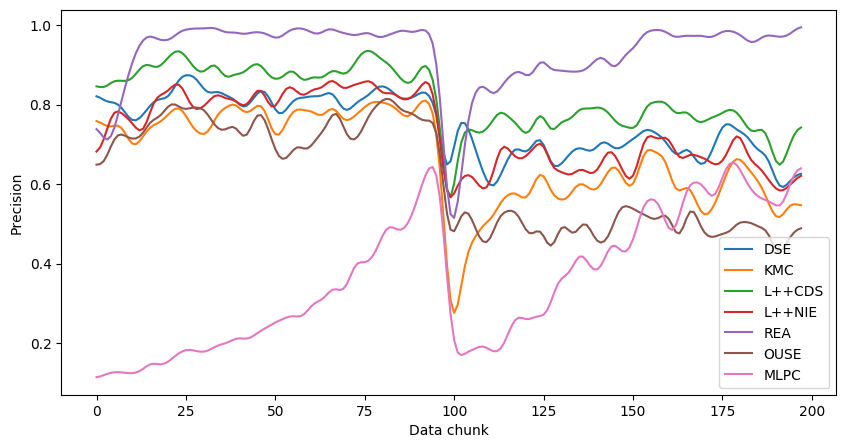 Precision
1.0
0.8
0.6
0.4
0.2
0
25
50
75
100
125
150
175
200
Data chunk
DSE
KMC
L++CDS
L++NIE
REA
OUSE
MLPC